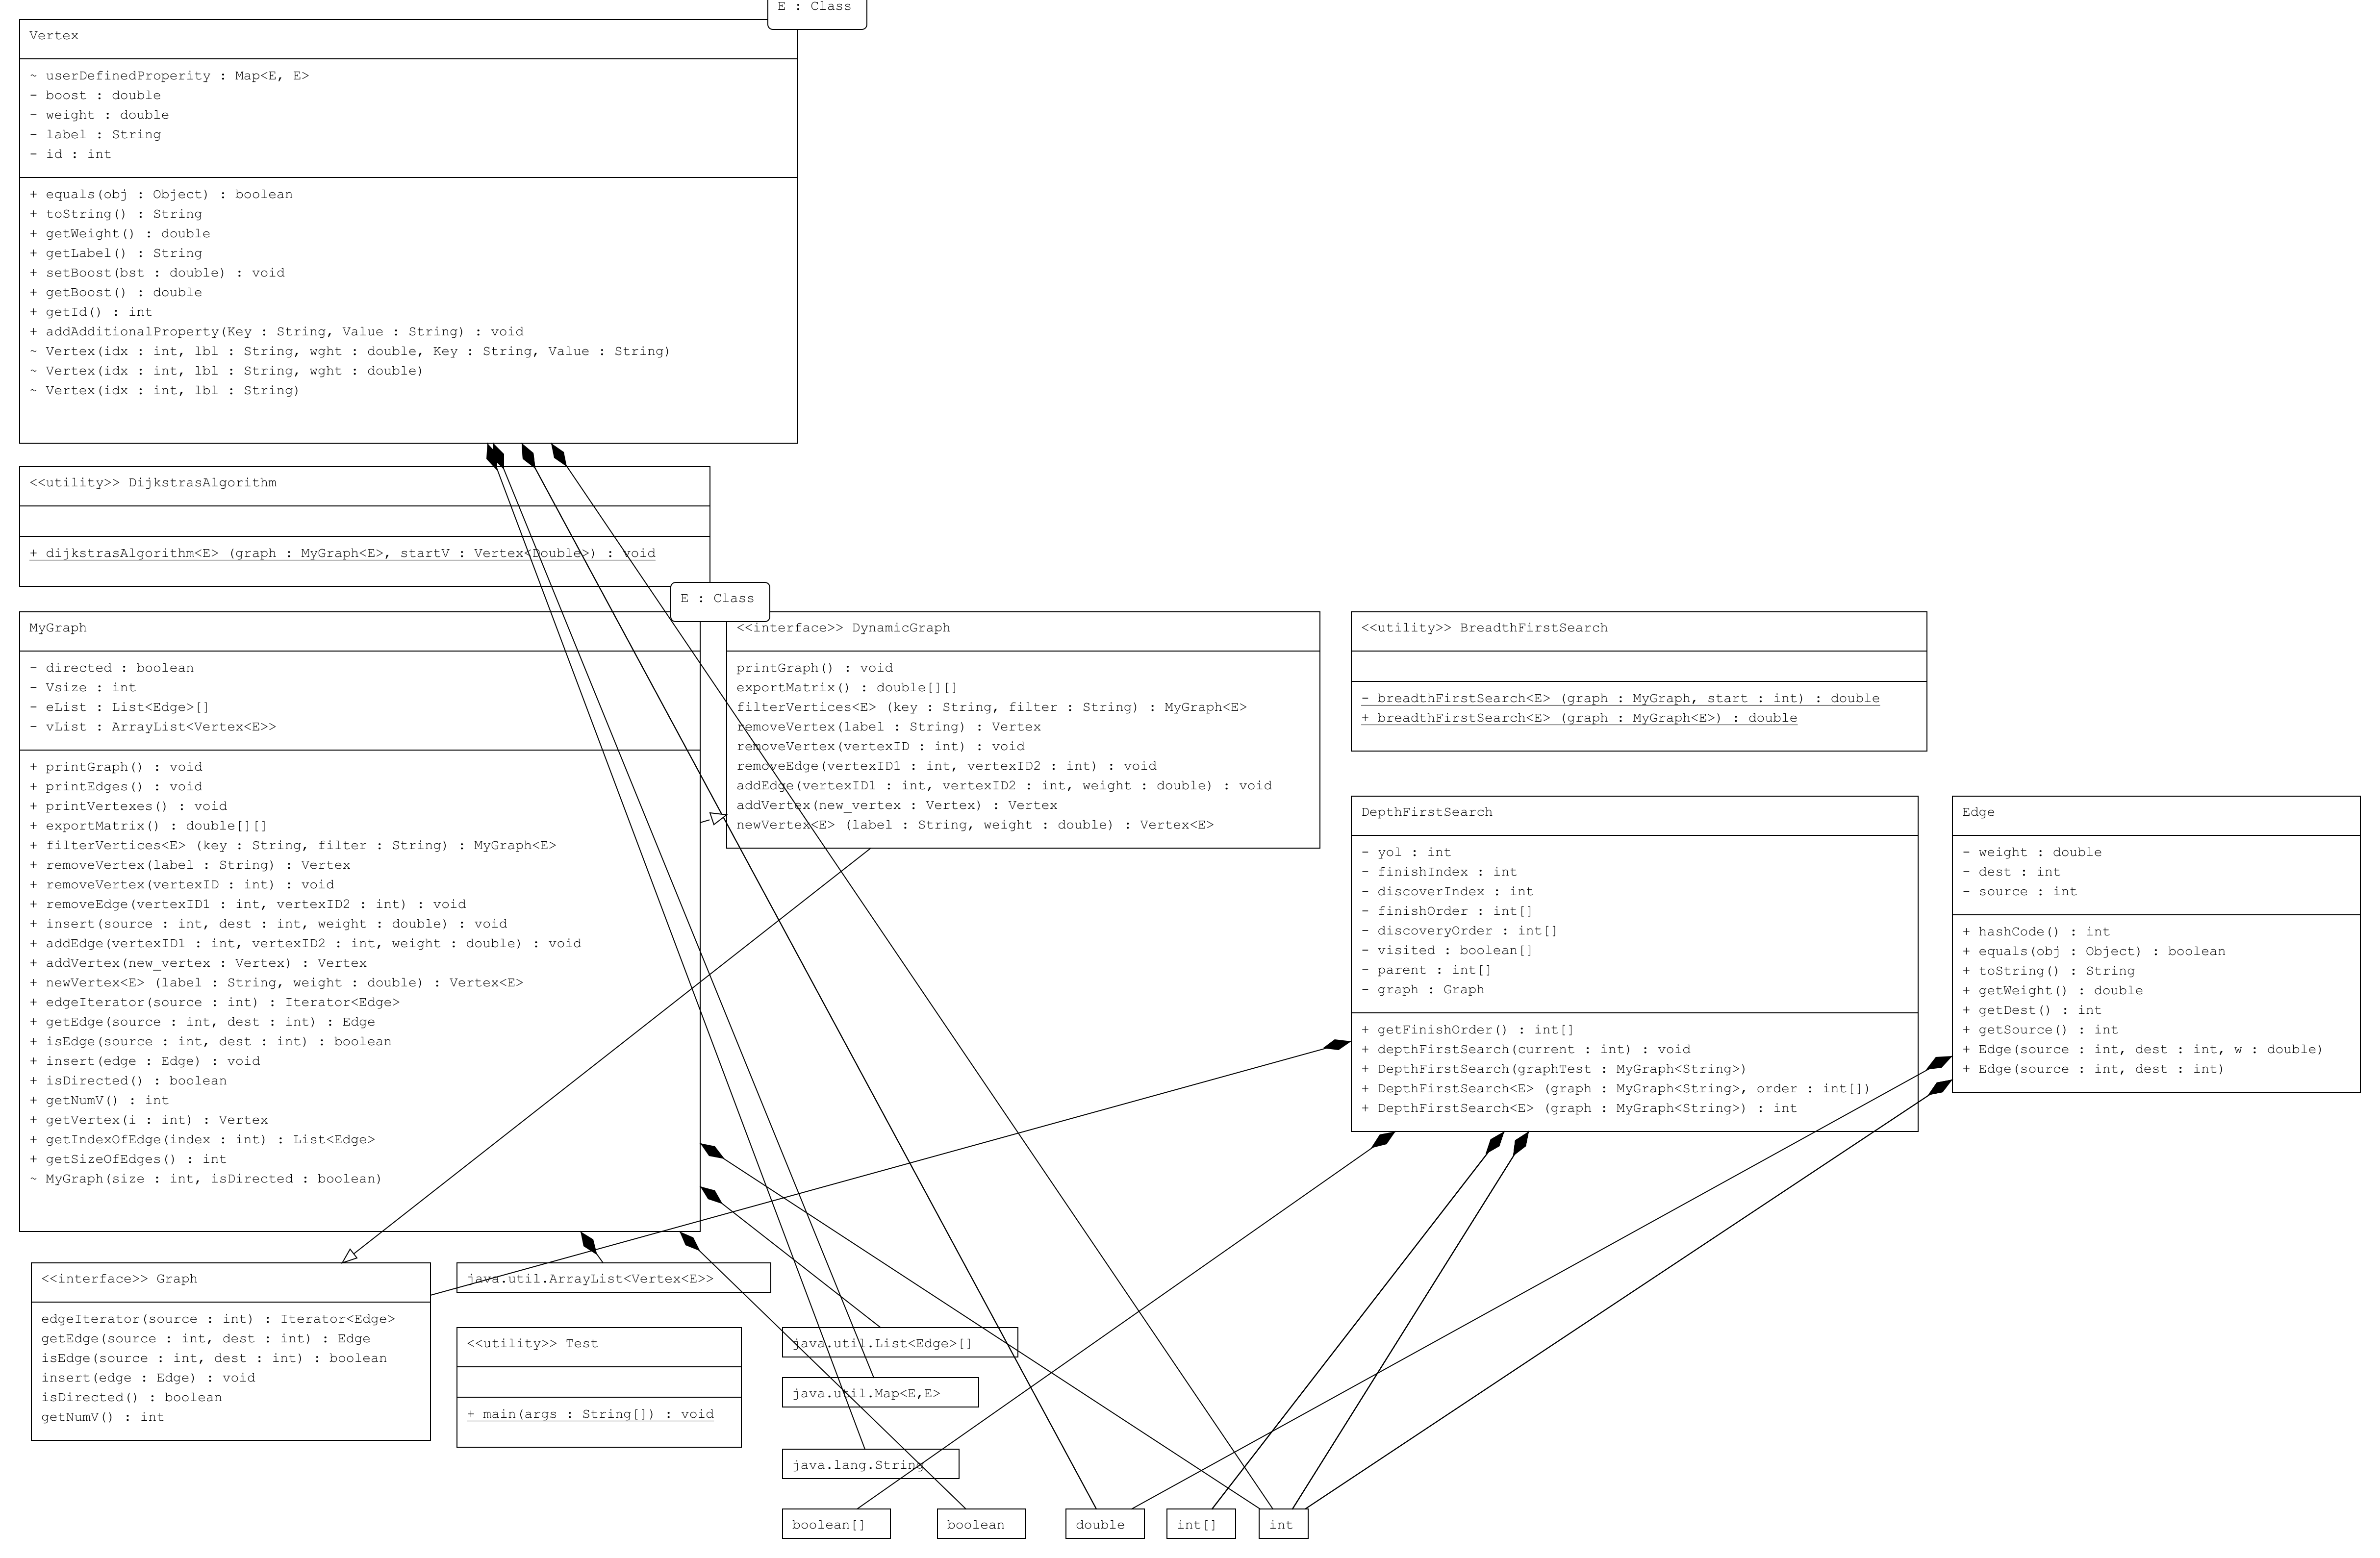 E : Class
Vertex
~ userDefinedProperity : Map<E, E>
- boost : double
- weight : double
- label : String
- id : int
+ equals(obj : Object) : boolean
+ toString() : String
+ getWeight() : double
+ getLabel() : String
+ setBoost(bst : double) : void
+ getBoost() : double
+ getId() : int
+ addAdditionalProperty(Key : String, Value : String) : void
~ Vertex(idx : int, lbl : String, wght : double, Key : String, Value : String)
~ Vertex(idx : int, lbl : String, wght : double)
~ Vertex(idx : int, lbl : String)
<<utility>> DijkstrasAlgorithm
+ dijkstrasAlgorithm<E> (graph : MyGraph<E>, startV : Vertex<Double>) : void
E : Class
MyGraph
- directed : boolean
- Vsize : int
- eList : List<Edge>[]
- vList : ArrayList<Vertex<E>>
+ printGraph() : void
+ printEdges() : void
+ printVertexes() : void
+ exportMatrix() : double[][]
+ filterVertices<E> (key : String, filter : String) : MyGraph<E>
+ removeVertex(label : String) : Vertex
+ removeVertex(vertexID : int) : void
+ removeEdge(vertexID1 : int, vertexID2 : int) : void
+ insert(source : int, dest : int, weight : double) : void
+ addEdge(vertexID1 : int, vertexID2 : int, weight : double) : void
+ addVertex(new_vertex : Vertex) : Vertex
+ newVertex<E> (label : String, weight : double) : Vertex<E>
+ edgeIterator(source : int) : Iterator<Edge>
+ getEdge(source : int, dest : int) : Edge
+ isEdge(source : int, dest : int) : boolean
+ insert(edge : Edge) : void
+ isDirected() : boolean
+ getNumV() : int
+ getVertex(i : int) : Vertex
+ getIndexOfEdge(index : int) : List<Edge>
+ getSizeOfEdges() : int
~ MyGraph(size : int, isDirected : boolean)
<<interface>> DynamicGraph
printGraph() : void
exportMatrix() : double[][]
filterVertices<E> (key : String, filter : String) : MyGraph<E>
removeVertex(label : String) : Vertex
removeVertex(vertexID : int) : void
removeEdge(vertexID1 : int, vertexID2 : int) : void
addEdge(vertexID1 : int, vertexID2 : int, weight : double) : void
addVertex(new_vertex : Vertex) : Vertex
newVertex<E> (label : String, weight : double) : Vertex<E>
<<utility>> BreadthFirstSearch
- breadthFirstSearch<E> (graph : MyGraph, start : int) : double
+ breadthFirstSearch<E> (graph : MyGraph<E>) : double
DepthFirstSearch
- yol : int
- finishIndex : int
- discoverIndex : int
- finishOrder : int[]
- discoveryOrder : int[]
- visited : boolean[]
- parent : int[]
- graph : Graph
+ getFinishOrder() : int[]
+ depthFirstSearch(current : int) : void
+ DepthFirstSearch(graphTest : MyGraph<String>)
+ DepthFirstSearch<E> (graph : MyGraph<String>, order : int[])
+ DepthFirstSearch<E> (graph : MyGraph<String>) : int
Edge
- weight : double
- dest : int
- source : int
+ hashCode() : int
+ equals(obj : Object) : boolean
+ toString() : String
+ getWeight() : double
+ getDest() : int
+ getSource() : int
+ Edge(source : int, dest : int, w : double)
+ Edge(source : int, dest : int)
<<interface>> Graph
edgeIterator(source : int) : Iterator<Edge>
getEdge(source : int, dest : int) : Edge
isEdge(source : int, dest : int) : boolean
insert(edge : Edge) : void
isDirected() : boolean
getNumV() : int
java.util.ArrayList<Vertex<E>>
<<utility>> Test
+ main(args : String[]) : void
java.util.List<Edge>[]
java.util.Map<E,E>
java.lang.String
boolean[]
boolean
double
int[]
int